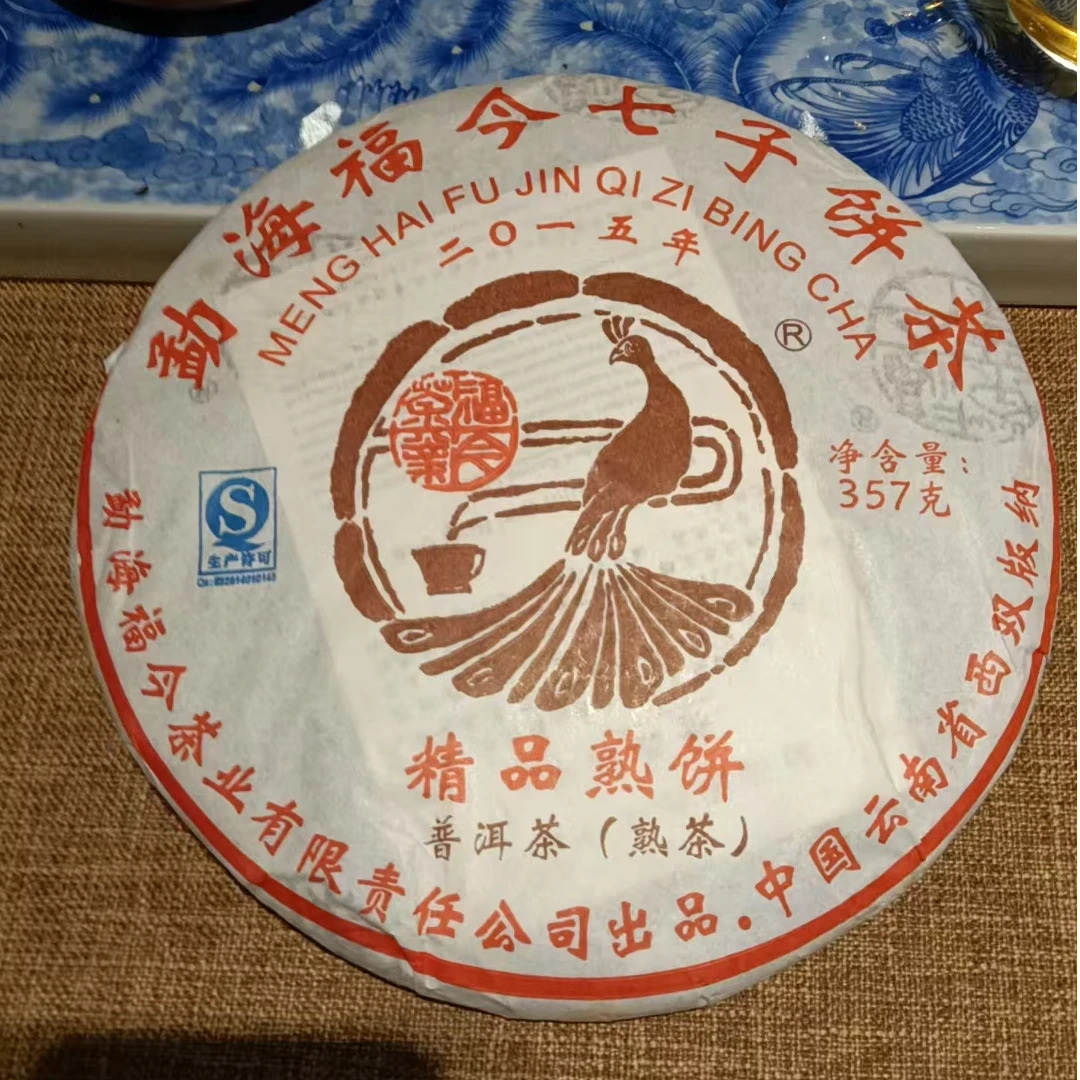 勐海福今七子饼茶
MENG HAI FU JIN QI ZI BING CHA
二〇一五年
®
福今茶業
净含量:
357克
生产许可
精品熟饼
普洱茶(熟茶)
勐海福今茶业有限责任公司出品·中国云南省西双版纳